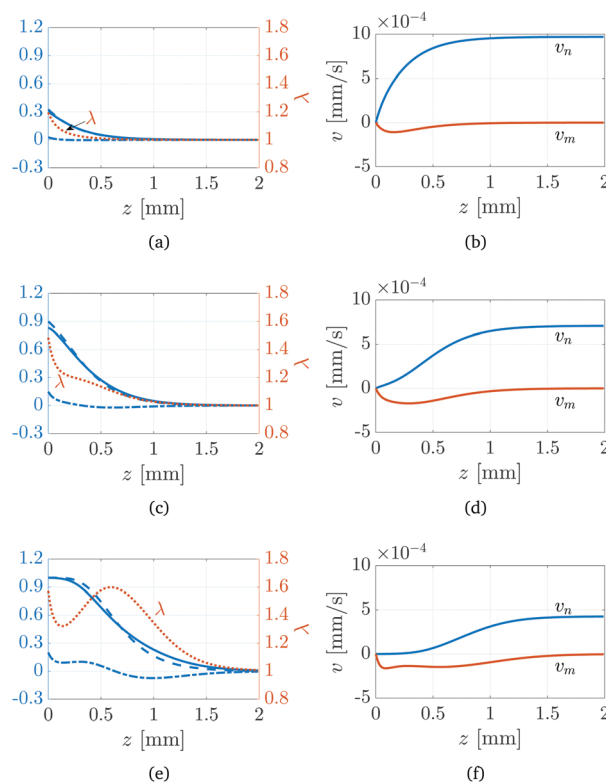 1.2 1.8
0.9 1.6
0.6 1.4
λ
0.3 λ 1.2
0 1
-0.3 0.8
0 0.5 1 1.5 2
z [mm]
(a)
×10⁻⁴
10
v_n
5
v [mm/s]
0
v_m
-5
0 0.5 1 1.5 2
z [mm]
(b)
1.2 1.8
0.9 1.6
0.6 1.4
λ
0.3 1.2
λ
0 1
-0.3 0.8
0 0.5 1 1.5 2
z [mm]
(c)
×10⁻⁴
10
v_n
5
v [mm/s]
0
v_m
-5
0 0.5 1 1.5 2
z [mm]
(d)
1.2 1.8
0.9 1.6
λ
0.6 1.4
λ
0.3 1.2
0 1
-0.3 0.8
0 0.5 1 1.5 2
z [mm]
(e)
×10⁻⁴
10
5
v_n
v [mm/s]
0
v_m
-5
0 0.5 1 1.5 2
z [mm]
(f)